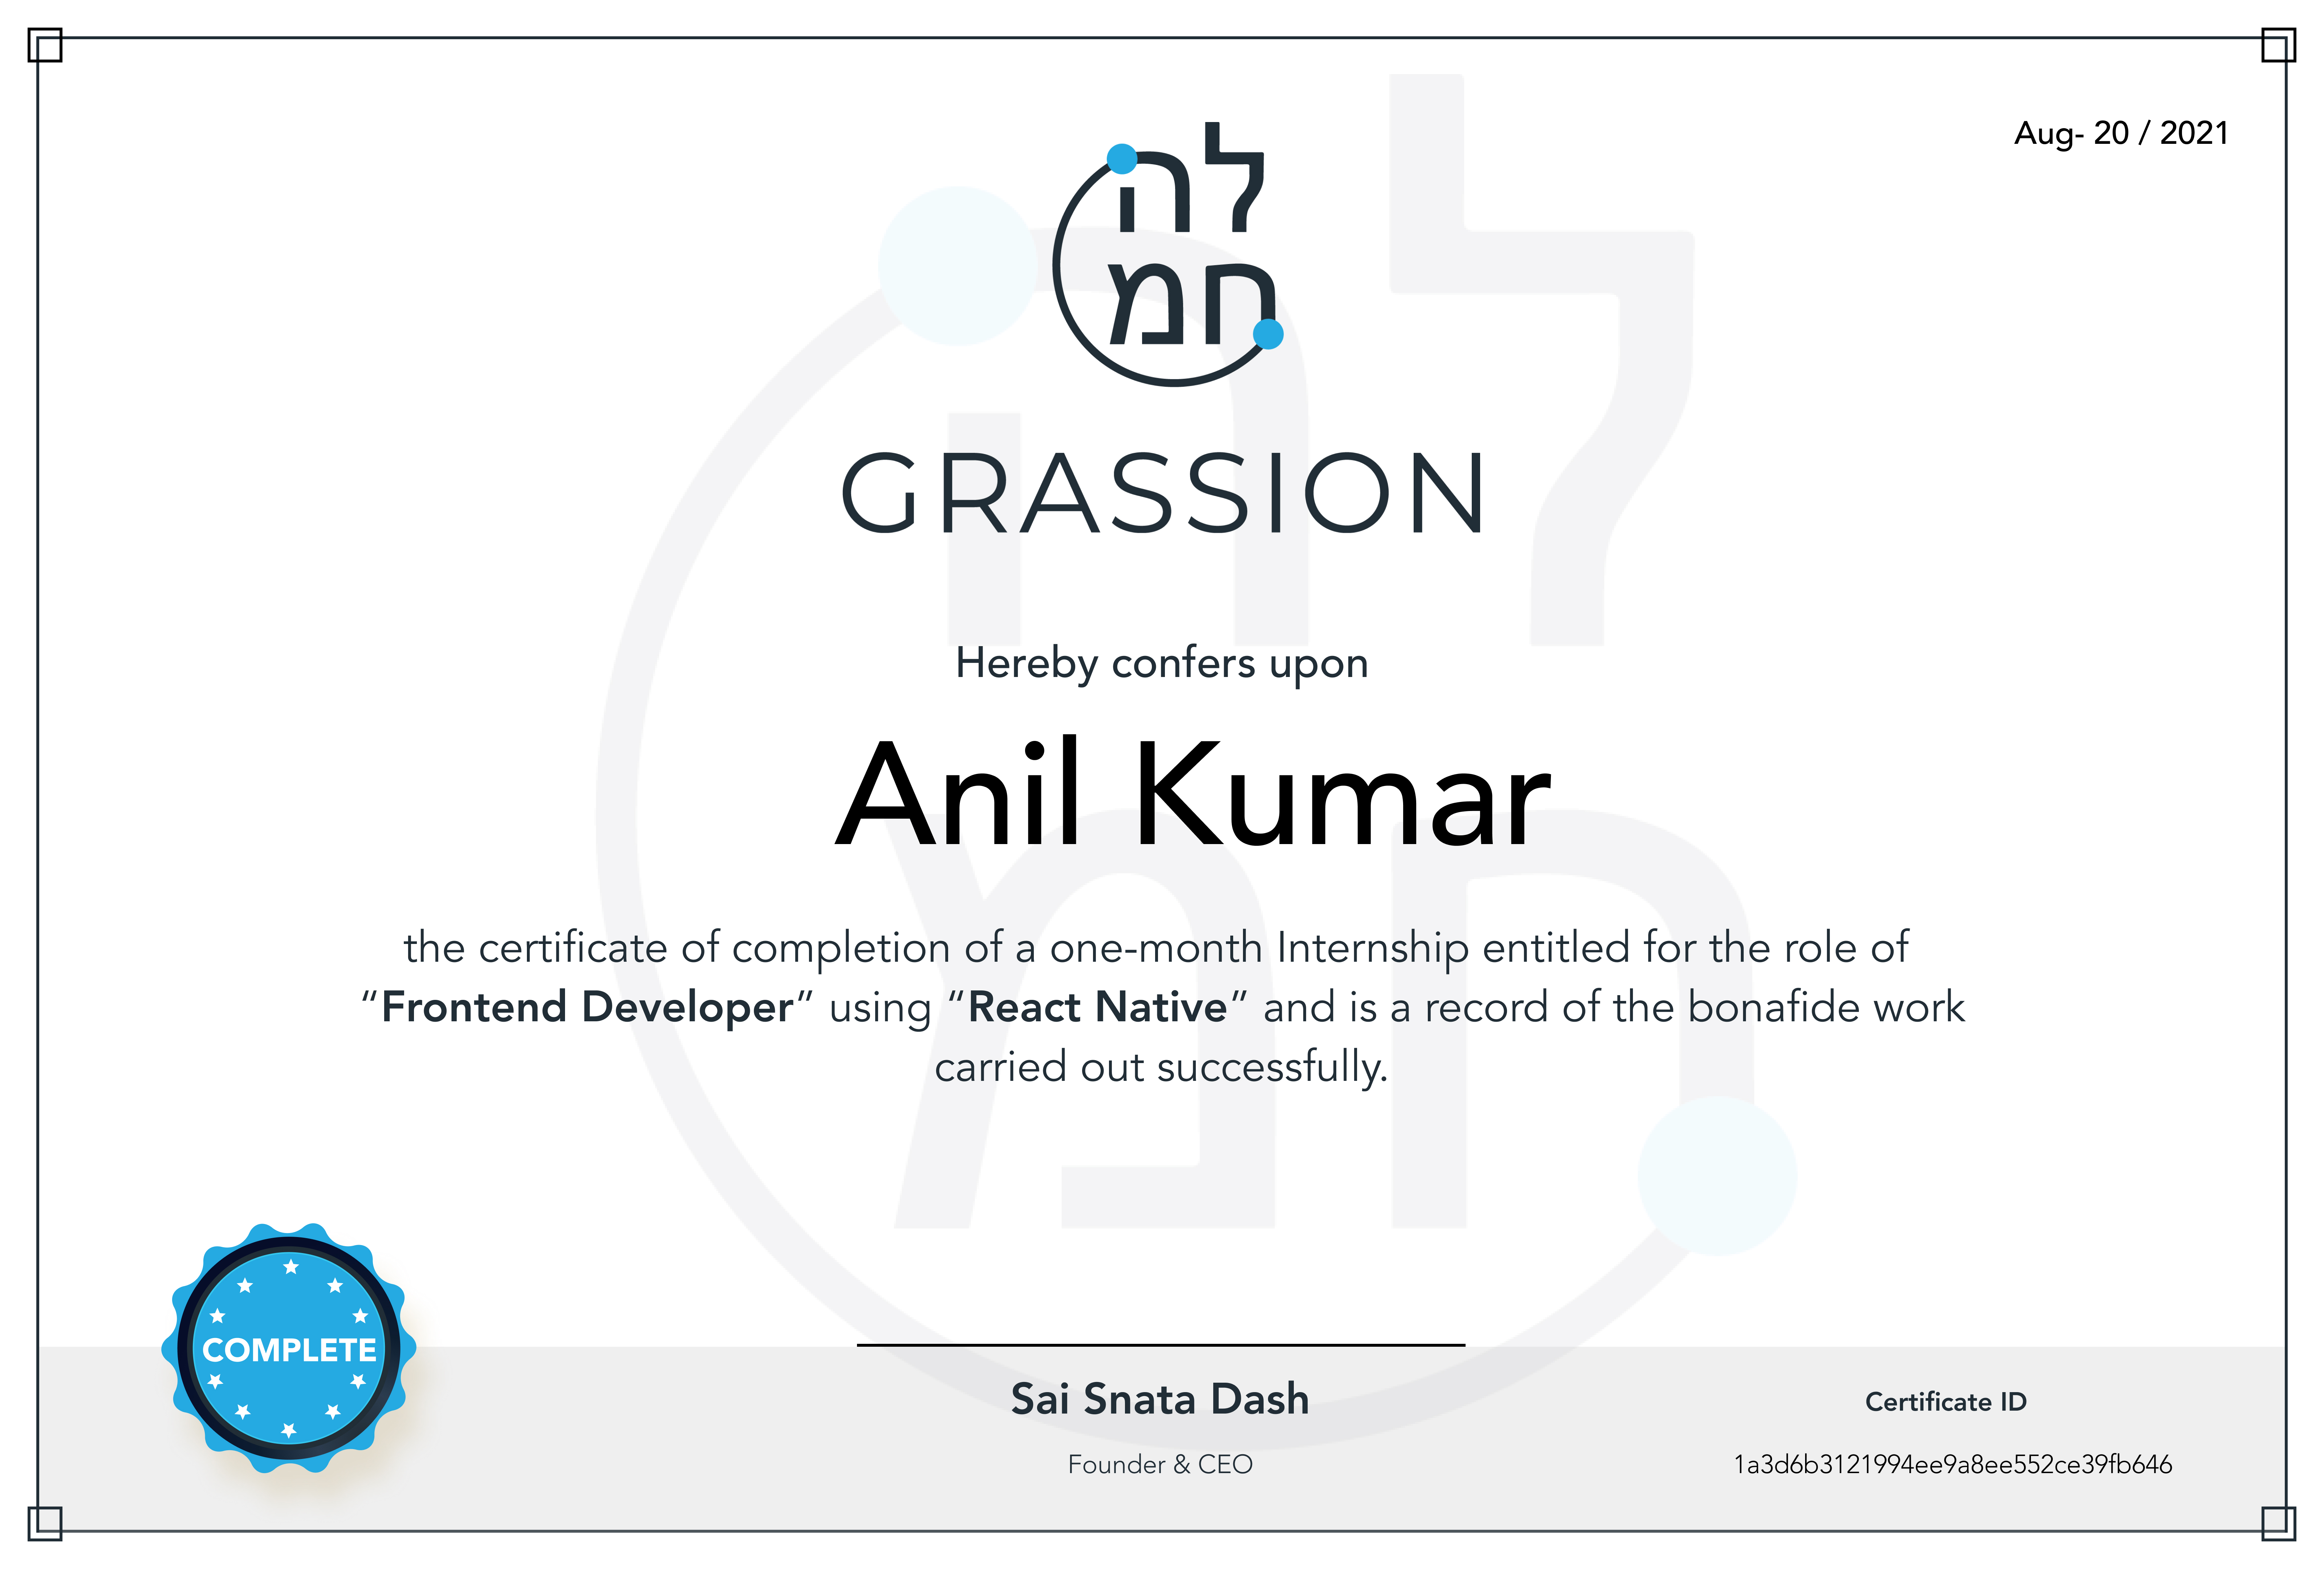 Aug- 20 / 2021
לה
חמ
GRASSION
Hereby confers upon
Anil Kumar
the certificate of completion of a one-month Internship entitled for the role of
“Frontend Developer” using “React Native” and is a record of the bonafide work
carried out successfully.
COMPLETE
Sai Snata Dash
Founder & CEO
Certificate ID
1a3d6b3121994ee9a8ee552ce39fb646